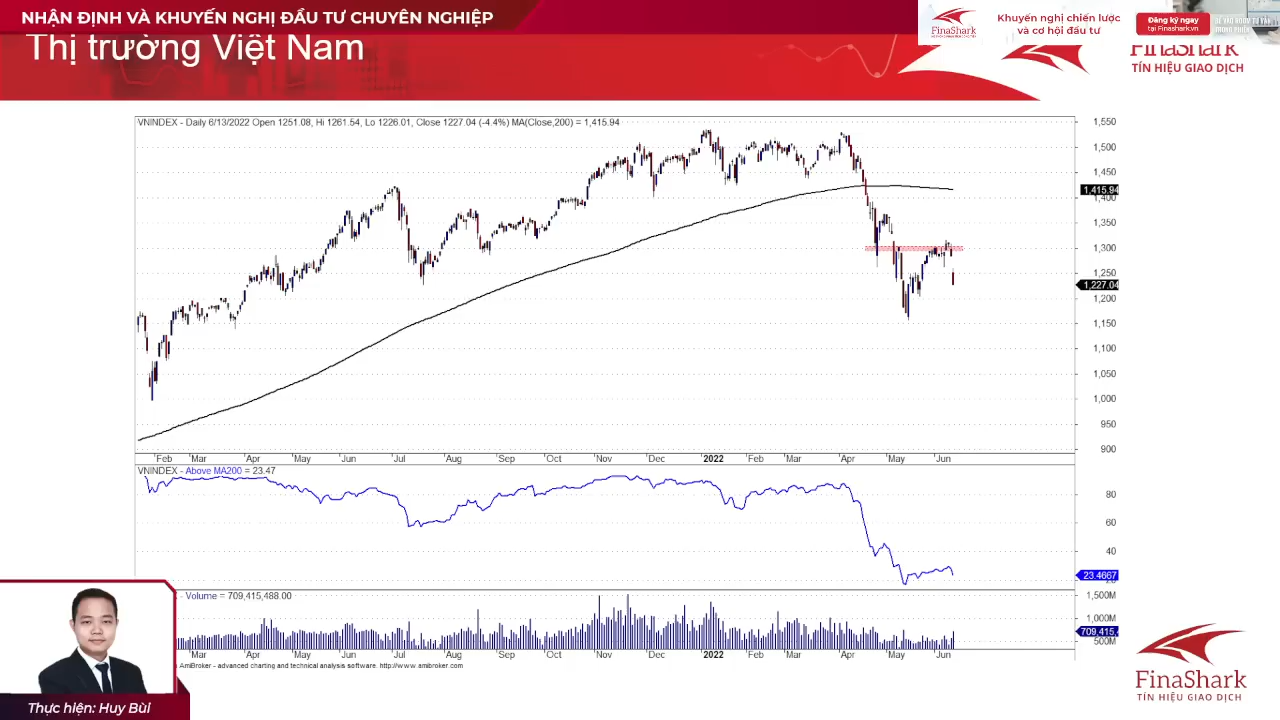 NHẬN ĐỊNH VÀ KHUYẾN NGHỊ ĐẦU TƯ CHUYÊN NGHIỆP
Thị trường Việt Nam
FinaShark
Khuyến nghị chiến lược
và cơ hội đầu tư
Đăng ký ngay
tại Finashark.vn
FinaShark
TÍN HIỆU GIAO DỊCH
VNINDEX - Daily 6/13/2022 Open 1251.08, Hi 1261.54, Lo 1226.01, Close 1227.04 (-4.4%) MA(Close,200) = 1,415.94
1,550
1,500
1,450
1,415.94
1,400
1,350
1,300
1,250
1,227.04
1,200
1,150
1,100
1,050
1,000
950
900
Feb Mar Apr May Jun Jul Aug Sep Oct Nov Dec 2022 Feb Mar Apr May Jun
VNINDEX - Above MA200 = 23.47
80
60
40
23.4667
20
- Volume = 709,415,488.00
1,500M
1,000M
709,415,
500M
Mar Apr May Jun Jul Aug Sep Oct Nov Dec 2022 Feb Mar Apr May Jun
AmiBroker - advanced charting and technical analysis software. http://www.amibroker.com
FinaShark
TÍN HIỆU GIAO DỊCH
Thực hiện: Huy Bùi